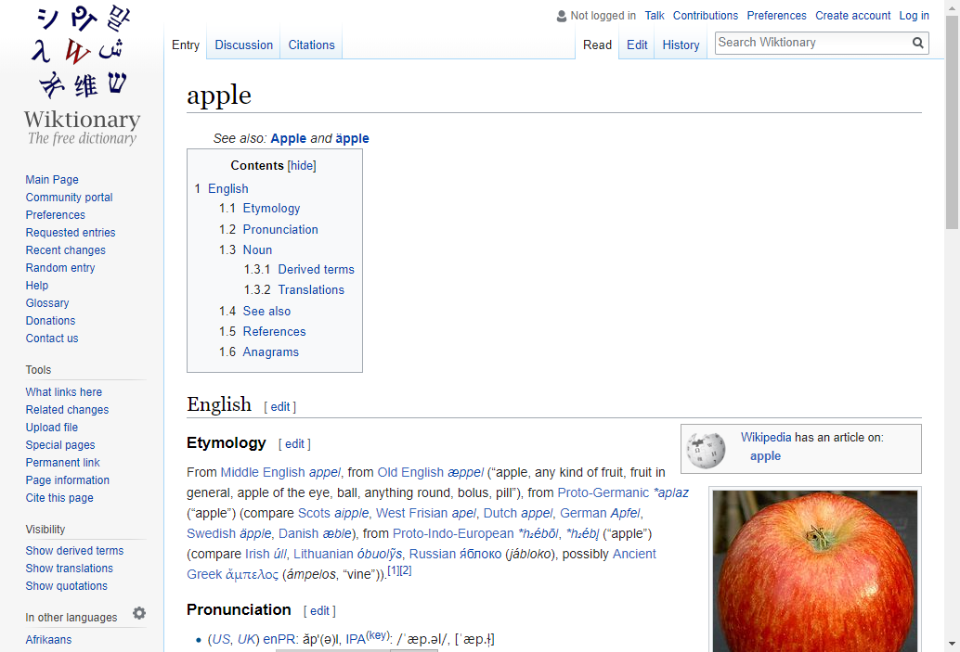 Not logged in Talk Contributions Preferences Create account Log in
Entry Discussion Citations Read Edit History Search Wiktionary
Wiktionary
The free dictionary
Main Page
Community portal
Preferences
Requested entries
Recent changes
Random entry
Help
Glossary
Donations
Contact us
Tools
What links here
Related changes
Upload file
Special pages
Permanent link
Page information
Cite this page
Visibility
Show derived terms
Show translations
Show quotations
In other languages
Afrikaans
apple
See also: Apple and äpple
Contents [hide]
1 English
1.1 Etymology
1.2 Pronunciation
1.3 Noun
1.3.1 Derived terms
1.3.2 Translations
1.4 See also
1.5 References
1.6 Anagrams
English [ edit ]
Etymology [ edit ]
From Middle English appel, from Old English æppel (“apple, any kind of fruit, fruit in
general, apple of the eye, ball, anything round, bolus, pill”), from Proto-Germanic *aplaz
(“apple”) (compare Scots aipple, West Frisian apel, Dutch appel, German Apfel,
Swedish äpple, Danish æble), from Proto-Indo-European *h₂ébōl, *h₂ébl̥ (“apple”)
(compare Irish úll, Lithuanian óbuolỹs, Russian я́блоко (jábloko), possibly Ancient
Greek ἄμπελος (ámpelos, “vine”)).[1][2]
Wikipedia has an article on:
apple
Pronunciation [ edit ]
• (US, UK) enPR: ăp'(ə)l, IPA(key): /ˈæp.əl/, [ˈæp.ɫ̩]